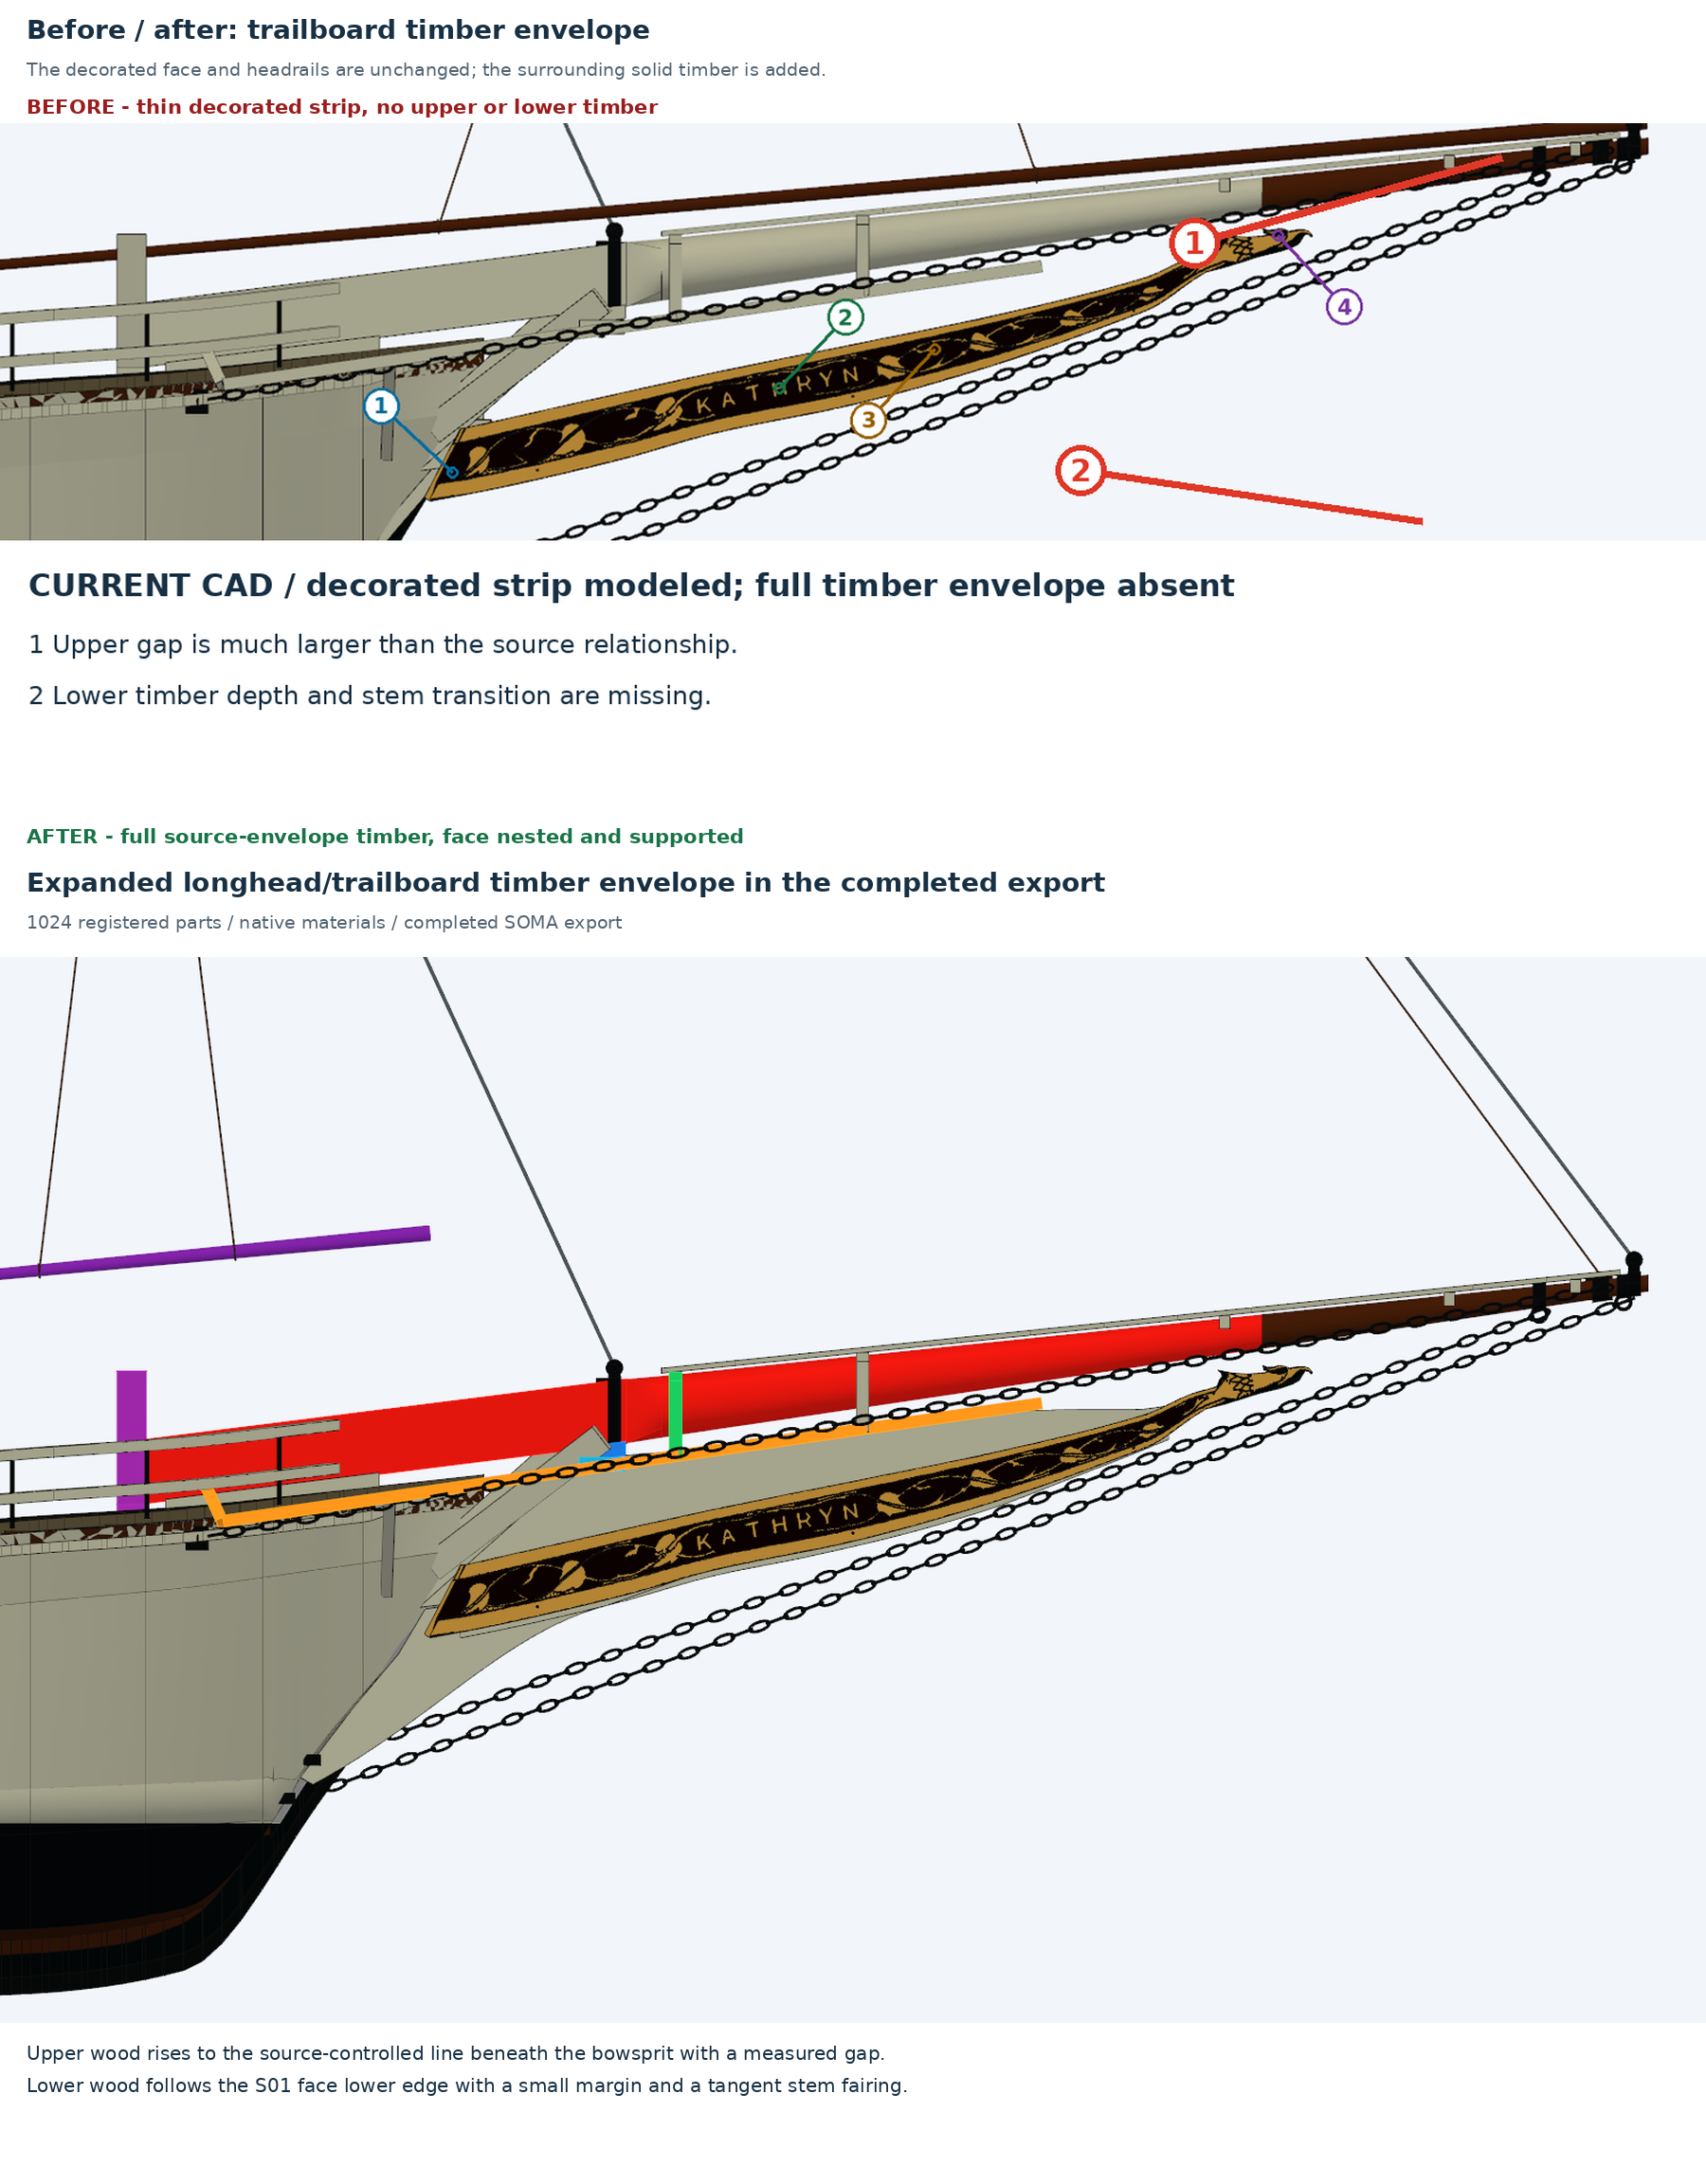 Before / after: trailboard timber envelope
The decorated face and headrails are unchanged; the surrounding solid timber is added.
BEFORE - thin decorated strip, no upper or lower timber
1
4
2
1
KATHRYN
3
2
CURRENT CAD / decorated strip modeled; full timber envelope absent
1 Upper gap is much larger than the source relationship.
2 Lower timber depth and stem transition are missing.
AFTER - full source-envelope timber, face nested and supported
Expanded longhead/trailboard timber envelope in the completed export
1024 registered parts / native materials / completed SOMA export
KATHRYN
Upper wood rises to the source-controlled line beneath the bowsprit with a measured gap.
Lower wood follows the S01 face lower edge with a small margin and a tangent stem fairing.